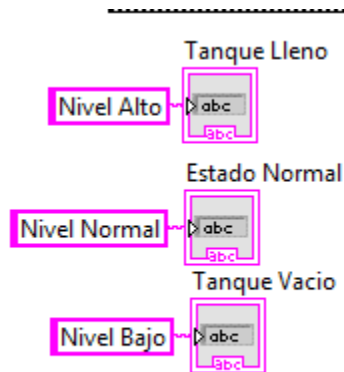 Tanque Lleno
Nivel Alto abc
abc
Estado Normal
Nivel Normal abc
abc
Tanque Vacio
Nivel Bajo abc
abc